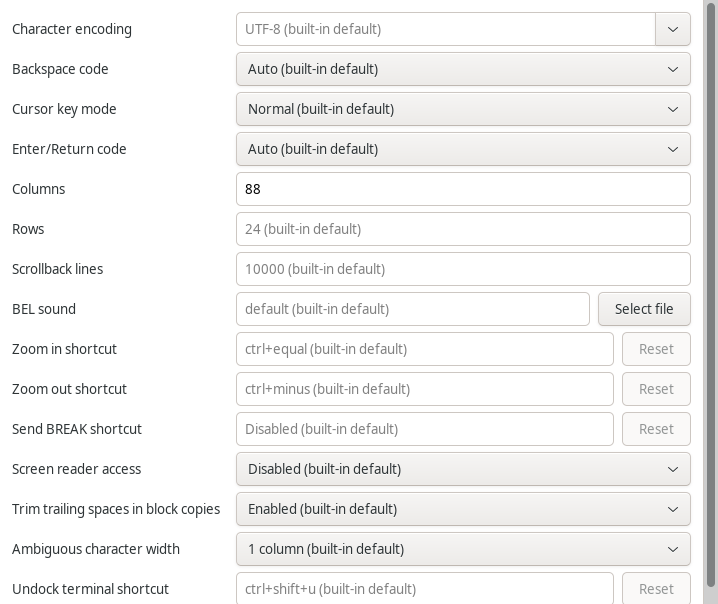 Character encoding UTF-8 (built-in default)
Backspace code Auto (built-in default)
Cursor key mode Normal (built-in default)
Enter/Return code Auto (built-in default)
Columns 88
Rows 24 (built-in default)
Scrollback lines 10000 (built-in default)
BEL sound default (built-in default) Select file
Zoom in shortcut ctrl+equal (built-in default) Reset
Zoom out shortcut ctrl+minus (built-in default) Reset
Send BREAK shortcut Disabled (built-in default) Reset
Screen reader access Disabled (built-in default)
Trim trailing spaces in block copies Enabled (built-in default)
Ambiguous character width 1 column (built-in default)
Undock terminal shortcut ctrl+shift+u (built-in default) Reset